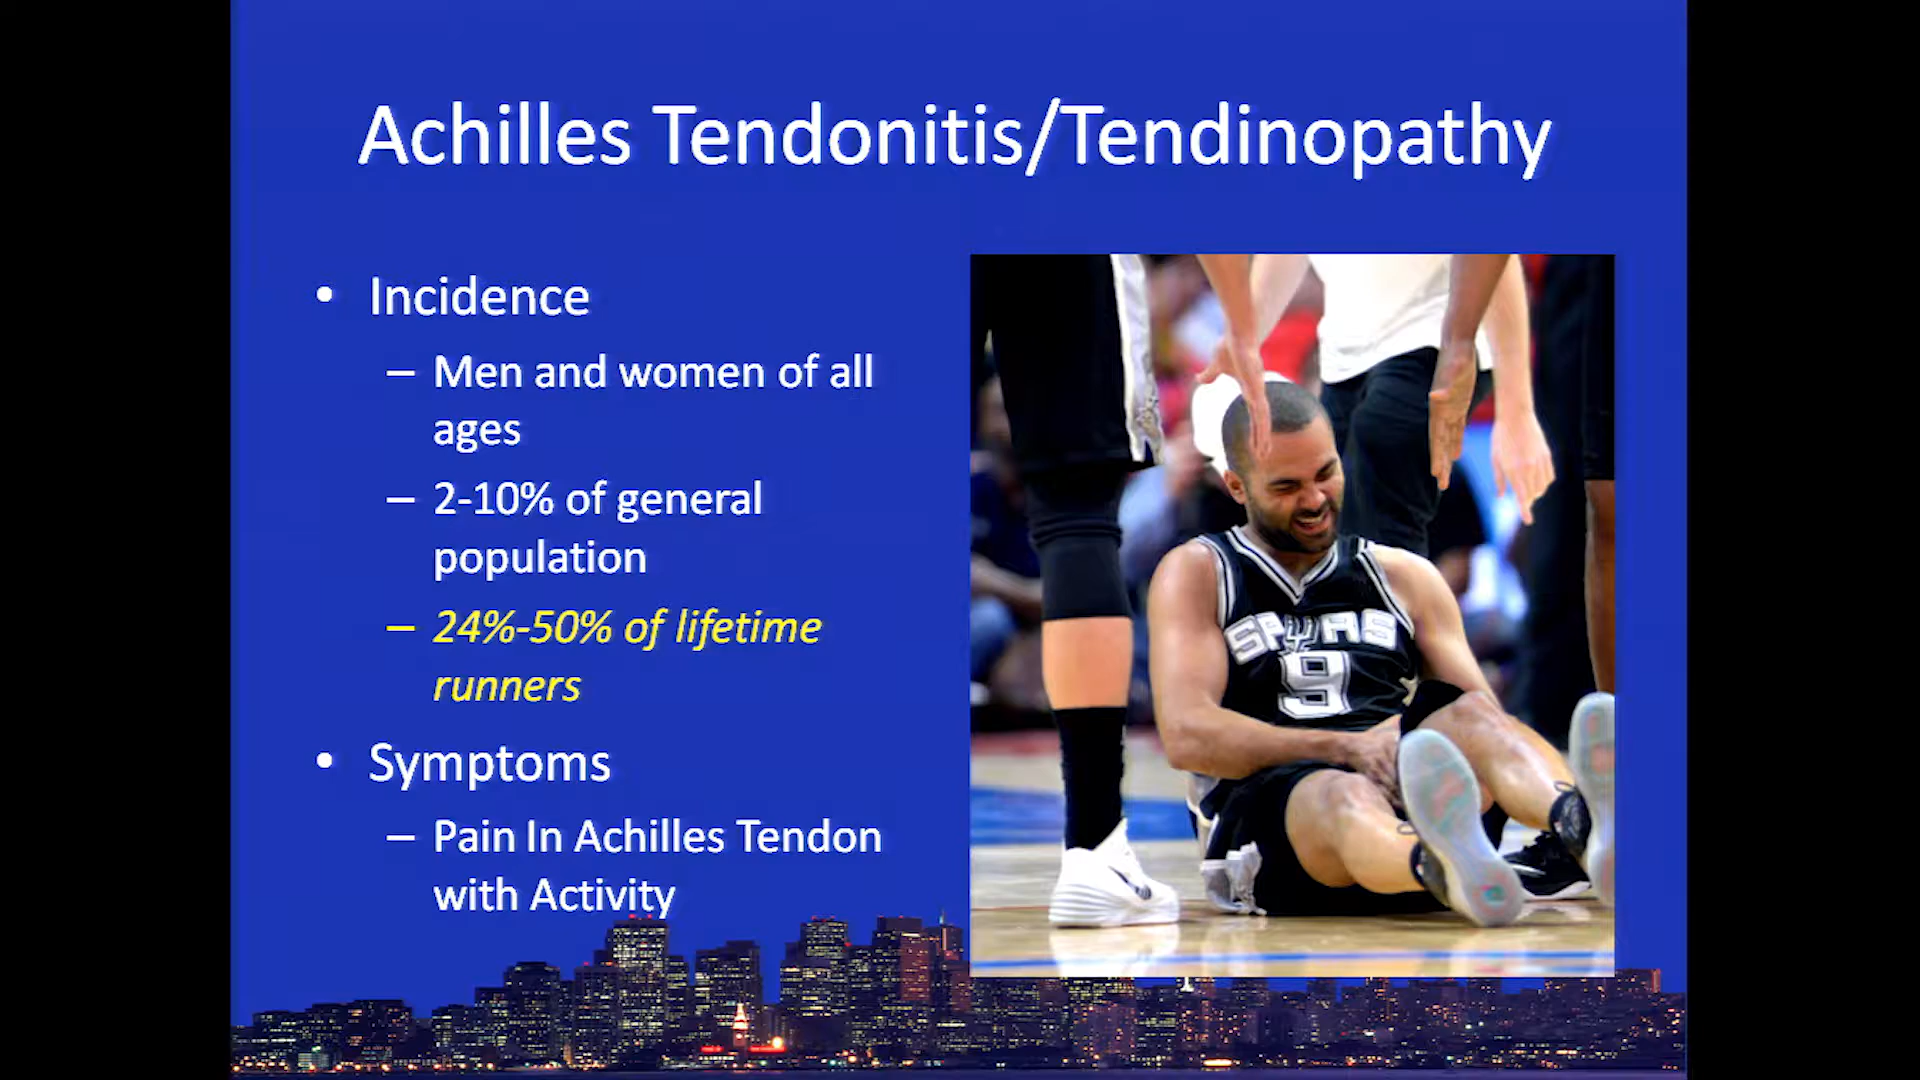 Achilles Tendonitis/Tendinopathy
• Incidence
– Men and women of all
ages
– 2-10% of general
population
– 24%-50% of lifetime
runners
• Symptoms
– Pain In Achilles Tendon
with Activity
SPURS
9